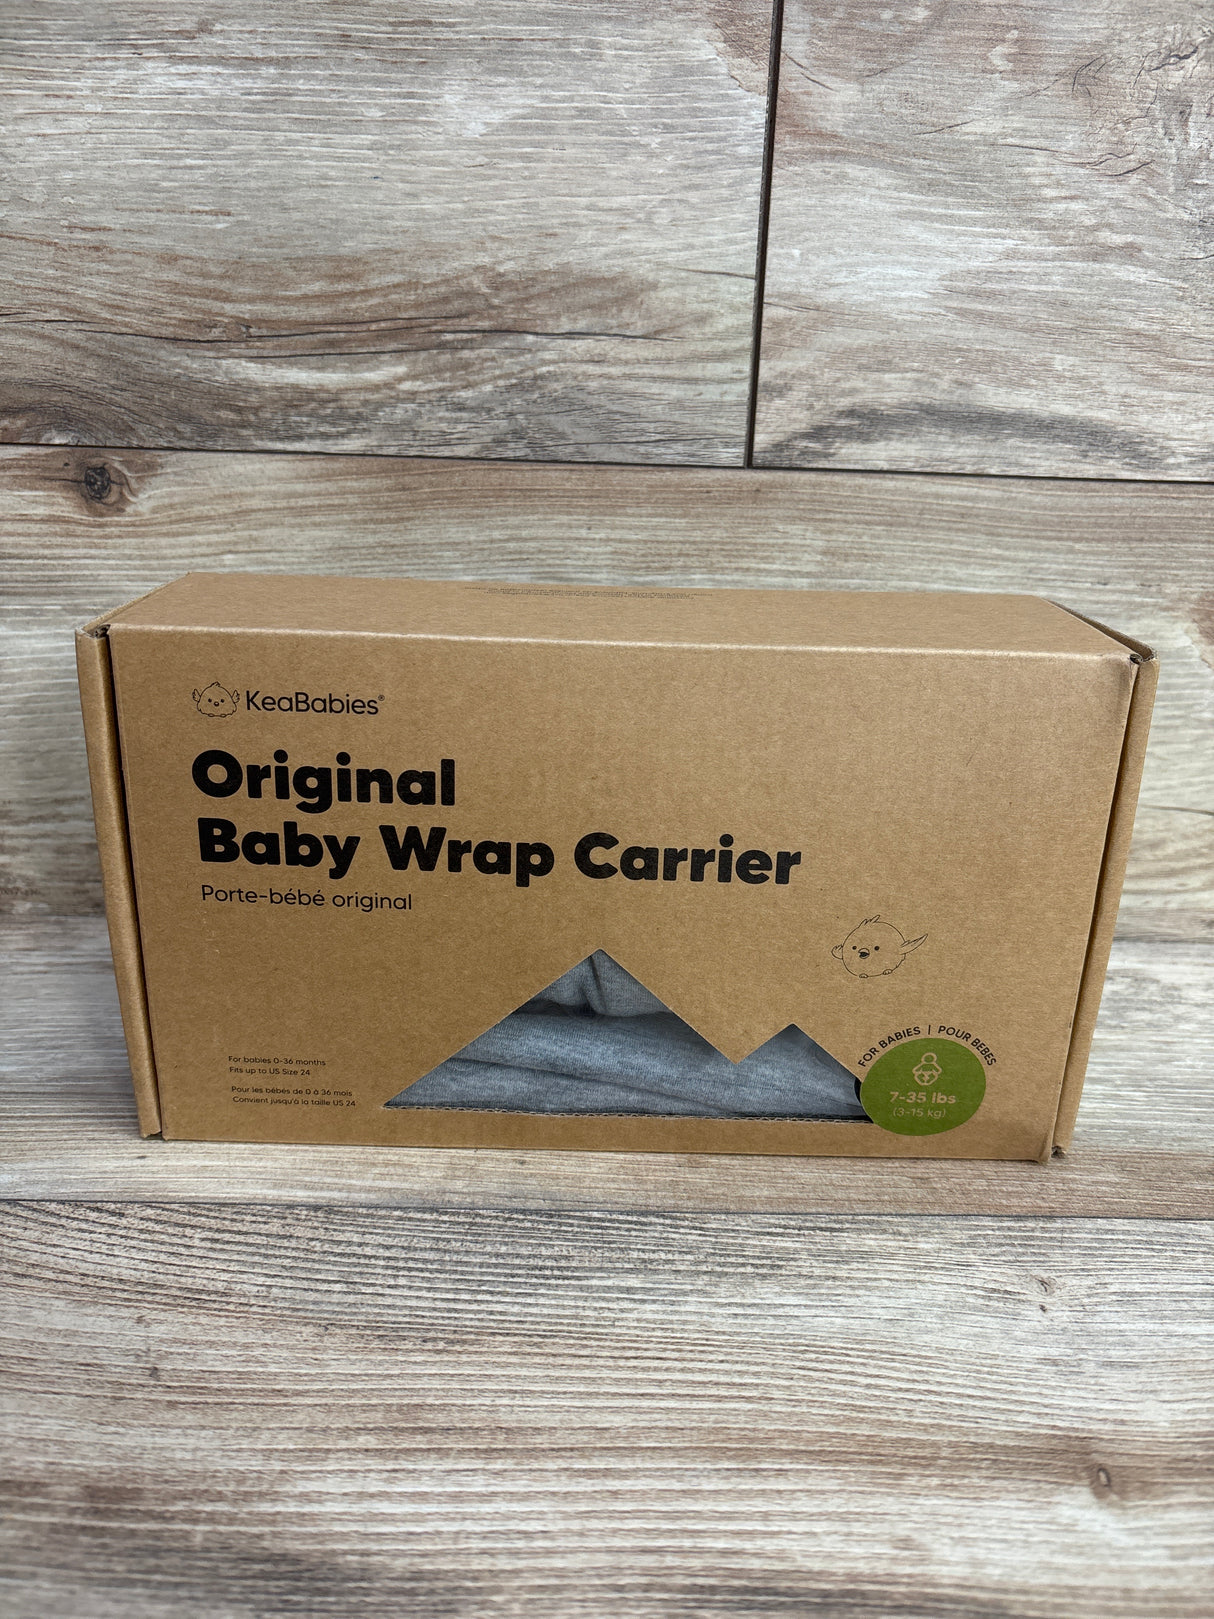 KeaBabies®
Original
Baby Wrap Carrier
Porte-bébé original
For babies 0-36 months
Fits up to US Size 24
Pour les bébés de 0 à 36 mois
Convient jusqu'à la taille US 24
FOR BABIES | POUR BÉBÉS
7-35 lbs
(3-15 kg)